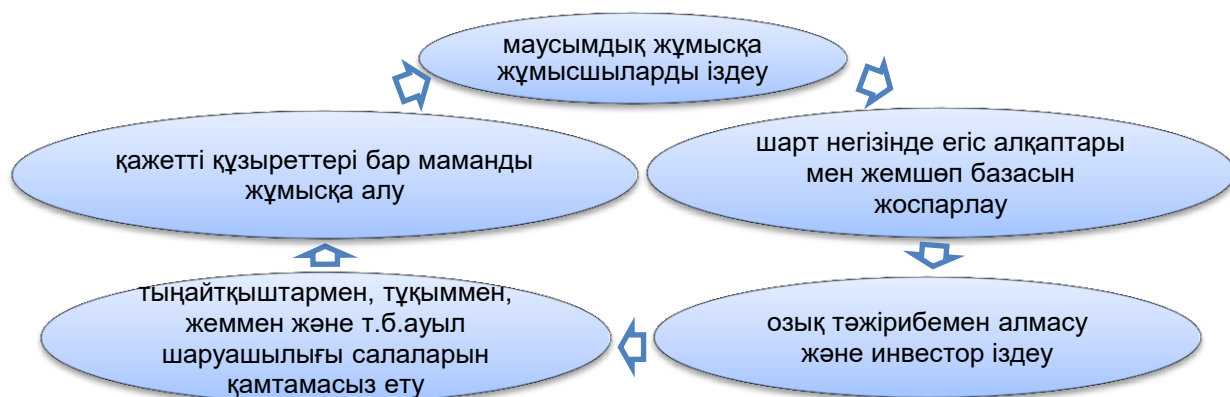 маусымдық жұмысқа
жұмысшыларды іздеу
шарт негізінде егіс алқаптары
мен жемшөп базасын
жоспарлау
озық тәжірибемен алмасу
және инвестор іздеу
тыңайтқыштармен, тұқыммен,
жеммен және т.б.ауыл
шаруашылығы салаларын
қамтамасыз ету
қажетті құзыреттері бар маманды
жұмысқа алу